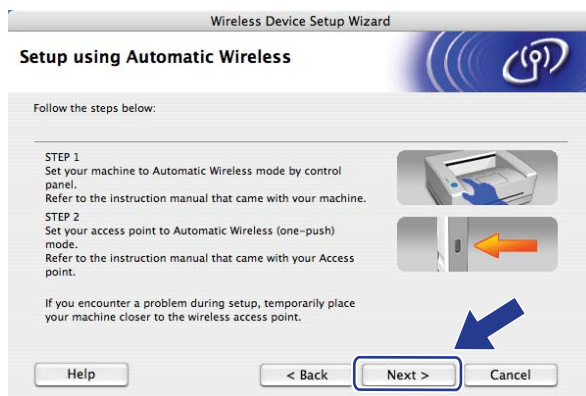 Wireless Device Setup Wizard
Setup using Automatic Wireless
Follow the steps below:
STEP 1
Set your machine to Automatic Wireless mode by control
panel.
Refer to the instruction manual that came with your machine.
STEP 2
Set your access point to Automatic Wireless (one-push)
mode.
Refer to the instruction manual that came with your Access
point.
If you encounter a problem during setup, temporarily place
your machine closer to the wireless access point.
Help
< Back
Next >
Cancel